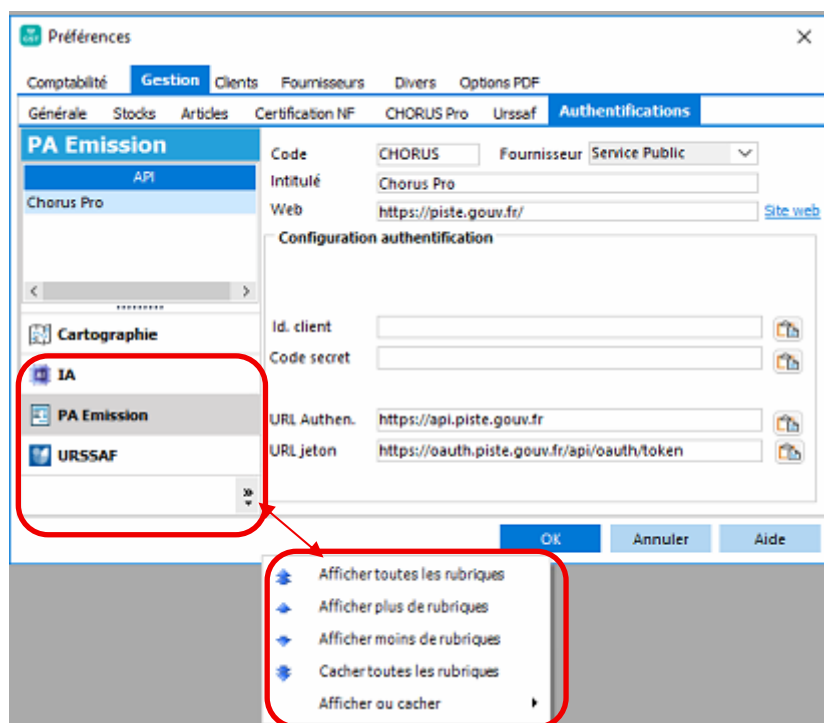 Préférences
Comptabilité Gestion Clients Fournisseurs Divers Options PDF
Générale Stocks Articles Certification NF CHORUS Pro Urssaf Authentifications
PA Emission
API
Chorus Pro
Cartographie
IA
PA Emission
URSSAF
Code CHORUS Fournisseur Service Public
Intitulé Chorus Pro
Web https://piste.gouv.fr/ Site web
Configuration authentification
Id. client
Code secret
URL Authen. https://api.piste.gouv.fr
URL jeton https://oauth.piste.gouv.fr/api/oauth/token
OK Annuler Aide
Afficher toutes les rubriques
Afficher plus de rubriques
Afficher moins de rubriques
Cacher toutes les rubriques
Afficher ou cacher